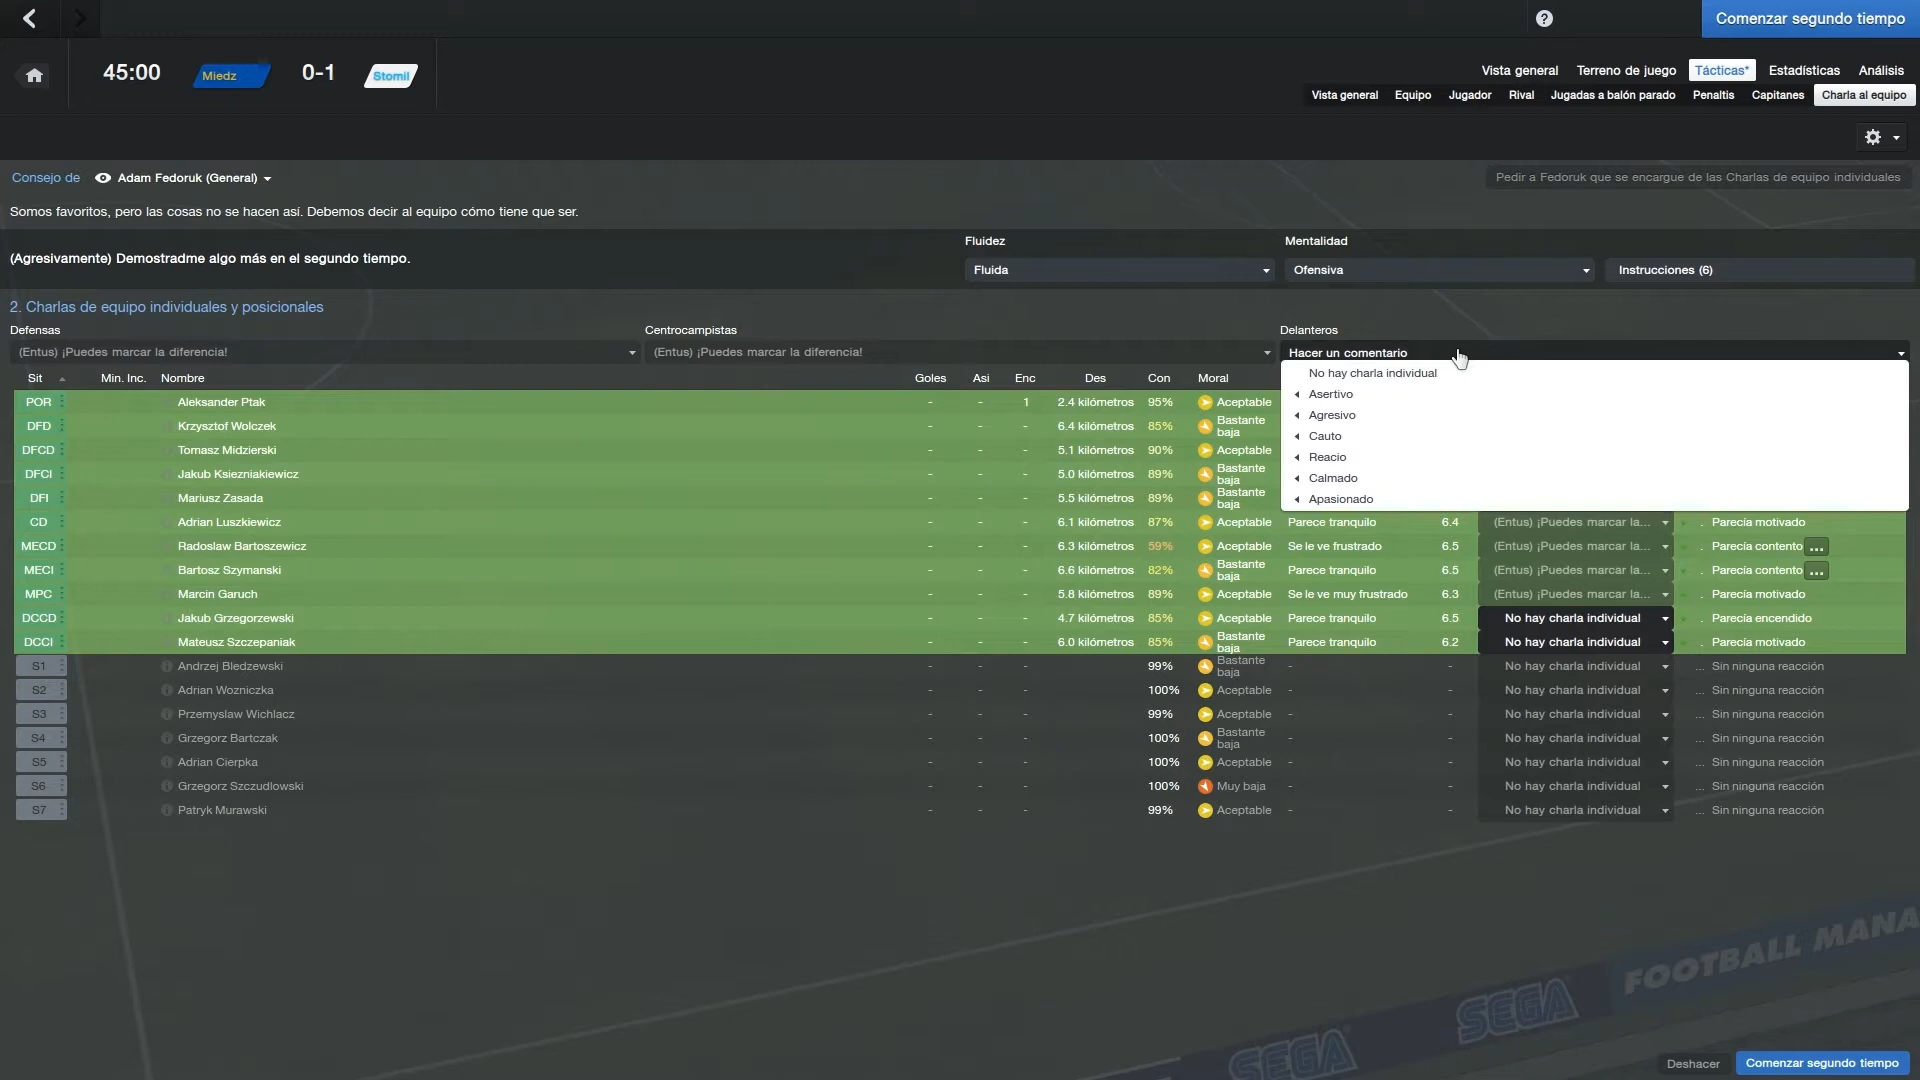 Comenzar segundo tiempo
45:00 Miedz 0-1 Stomil
Vista general Terreno de juego Tácticas* Estadísticas Análisis
Vista general Equipo Jugador Rival Jugadas a balón parado Penaltis Capitanes Charla al equipo
Consejo de Adam Fedoruk (General) Pedir a Fedoruk que se encargue de las Charlas de equipo individuales
Somos favoritos, pero las cosas no se hacen así. Debemos decir al equipo cómo tiene que ser.
Fluidez Mentalidad
(Agresivamente) Demostradme algo más en el segundo tiempo.
Fluida Ofensiva Instrucciones (6)
2. Charlas de equipo individuales y posicionales
Defensas Centrocampistas Delanteros
(Entus) ¡Puedes marcar la diferencia! (Entus) ¡Puedes marcar la diferencia! Hacer un comentario
No hay charla individual
Asertivo
Agresivo
Cauto
Reacio
Calmado
Apasionado
Sit Min. Inc. Nombre Goles Asi Enc Des Con Moral
POR Aleksander Ptak - - 1 2.4 kilómetros 95% Aceptable
DFD Krzysztof Wolczek - - - 6.4 kilómetros 85% Bastante baja
DFCD Tomasz Midzierski - - - 5.1 kilómetros 90% Aceptable
DFCI Jakub Ksiezniakiewicz - - - 5.0 kilómetros 89% Bastante baja
DFI Mariusz Zasada - - - 5.5 kilómetros 89% Bastante baja
CD Adrian Luszkiewicz - - - 6.1 kilómetros 87% Aceptable Parece tranquilo 6.4 (Entus) ¡Puedes marcar la... . Parecía motivado
MECD Radoslaw Bartoszewicz - - - 6.3 kilómetros 59% Aceptable Se le ve frustrado 6.5 (Entus) ¡Puedes marcar la... . Parecía contento ...
MECI Bartosz Szymanski - - - 6.6 kilómetros 82% Bastante baja Parece tranquilo 6.5 (Entus) ¡Puedes marcar la... . Parecía contento ...
MPC Marcin Garuch - - - 5.8 kilómetros 89% Aceptable Se le ve muy frustrado 6.3 (Entus) ¡Puedes marcar la... . Parecía motivado
DCCD Jakub Grzegorzewski - - - 4.7 kilómetros 85% Aceptable Parece tranquilo 6.5 No hay charla individual . Parecía encendido
DCCI Mateusz Szczepaniak - - - 6.0 kilómetros 85% Bastante baja Parece tranquilo 6.2 No hay charla individual . Parecía motivado
S1 Andrzej Bledzewski - - - 99% Bastante baja - - No hay charla individual ... Sin ninguna reacción
S2 Adrian Wozniczka - - - 100% Aceptable - - No hay charla individual ... Sin ninguna reacción
S3 Przemyslaw Wichlacz - - - 99% Aceptable - - No hay charla individual ... Sin ninguna reacción
S4 Grzegorz Bartczak - - - 100% Bastante baja - - No hay charla individual ... Sin ninguna reacción
S5 Adrian Cierpka - - - 100% Aceptable - - No hay charla individual ... Sin ninguna reacción
S6 Grzegorz Szczudlowski - - - 100% Muy baja - - No hay charla individual ... Sin ninguna reacción
S7 Patryk Murawski - - - 99% Aceptable - - No hay charla individual ... Sin ninguna reacción
SEGA SEGA FOOTBALL MANA
Deshacer Comenzar segundo tiempo